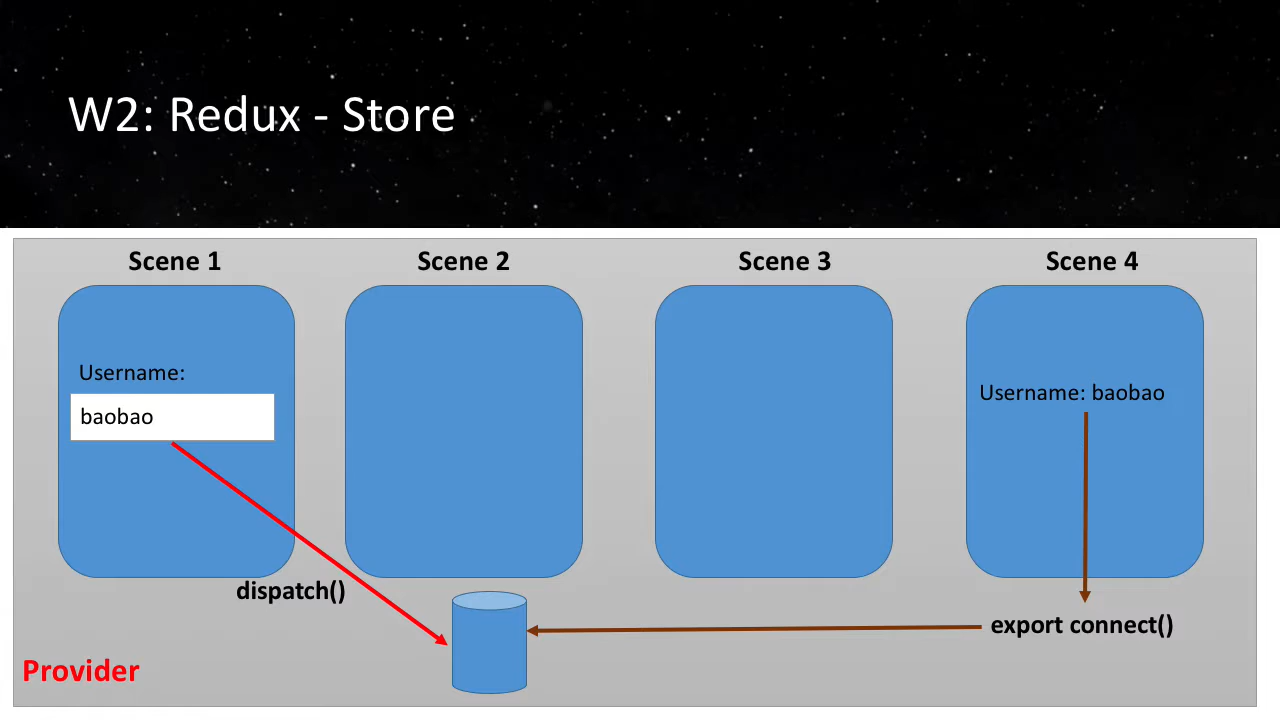 W2: Redux - Store
Scene 1
Scene 2
Scene 3
Scene 4
Username:
baobao
Username: baobao
dispatch()
export connect()
Provider